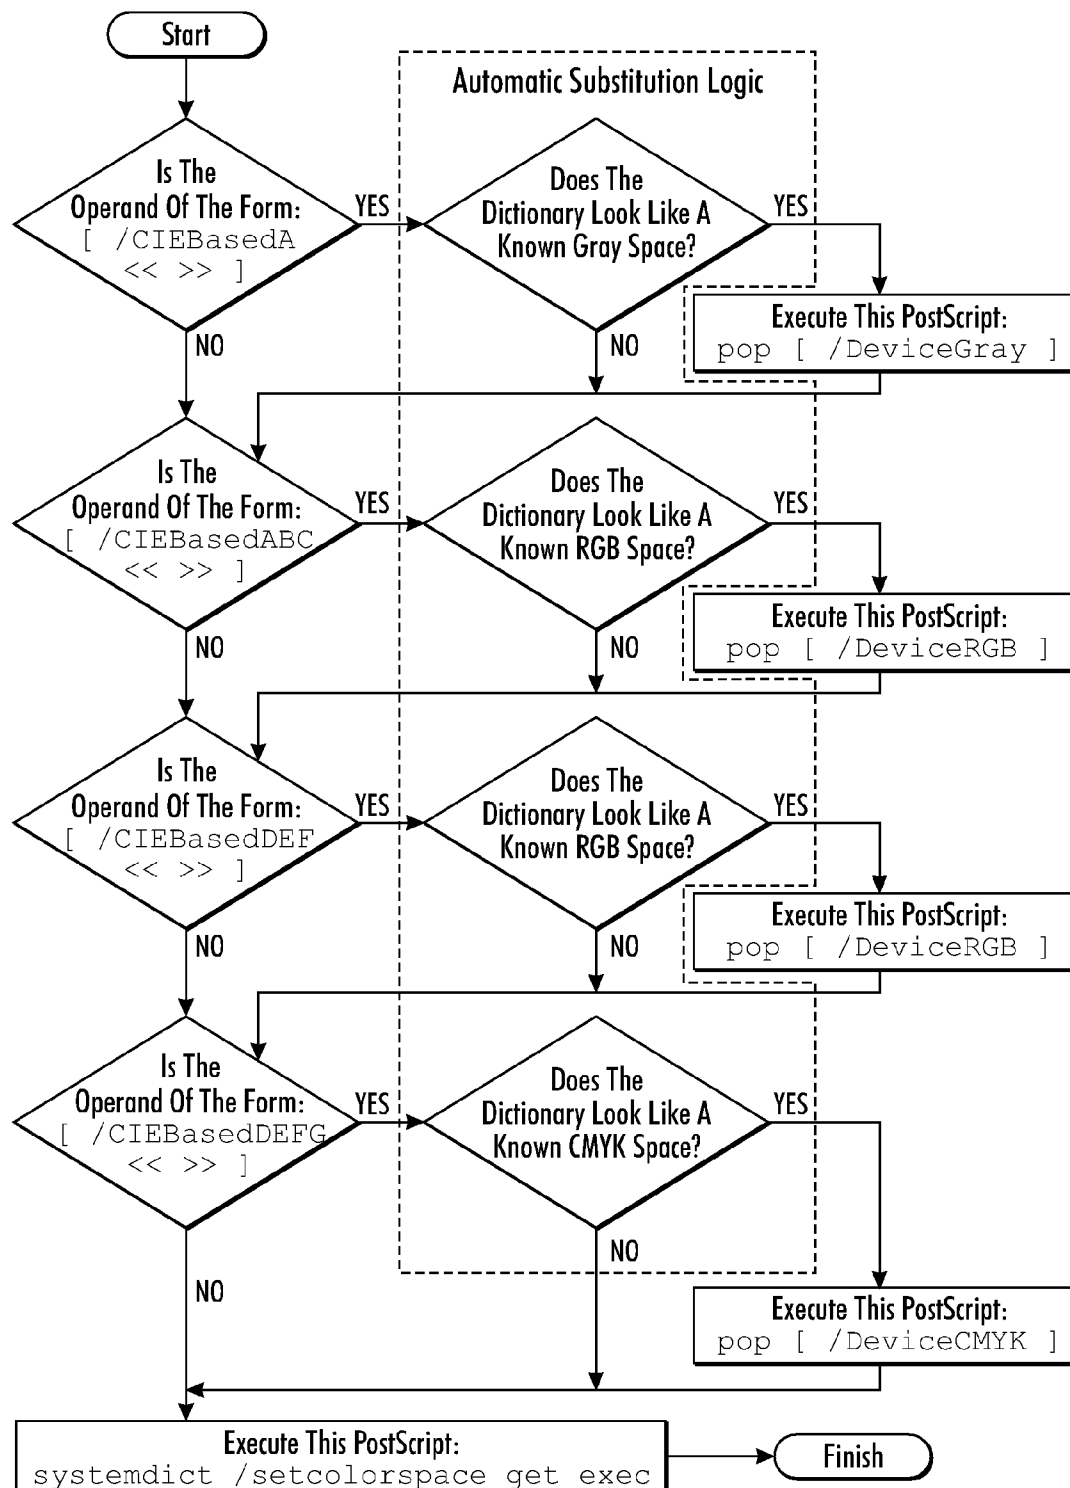 Start
Automatic Substitution Logic
Is The
Operand Of The Form:
[ /CIEBasedA
<< >> ]
YES
Does The
Dictionary Look Like A
Known Gray Space?
YES
Execute This PostScript:
pop [ /DeviceGray ]
NO
NO
Is The
Operand Of The Form:
[ /CIEBasedABC
<< >> ]
YES
Does The
Dictionary Look Like A
Known RGB Space?
YES
Execute This PostScript:
pop [ /DeviceRGB ]
NO
NO
Is The
Operand Of The Form:
[ /CIEBasedDEF
<< >> ]
YES
Does The
Dictionary Look Like A
Known RGB Space?
YES
Execute This PostScript:
pop [ /DeviceRGB ]
NO
NO
Is The
Operand Of The Form:
[ /CIEBasedDEFG
<< >> ]
YES
Does The
Dictionary Look Like A
Known CMYK Space?
YES
NO
NO
Execute This PostScript:
pop [ /DeviceCMYK ]
Execute This PostScript:
systemdict /setcolorspace get exec
Finish